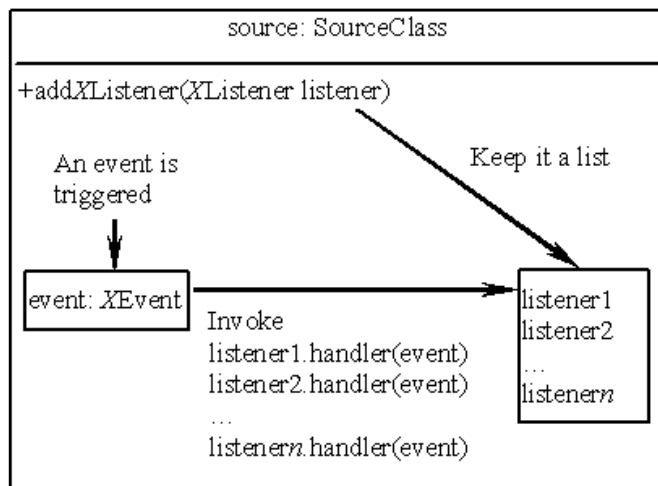 source: SourceClass
+addXListener(XListener listener)
Keep it a list
An event is
triggered
event: XEvent
Invoke
listener1.handler(event)
listener2.handler(event)
...
listenern.handler(event)
listener1
listener2
...
listenern